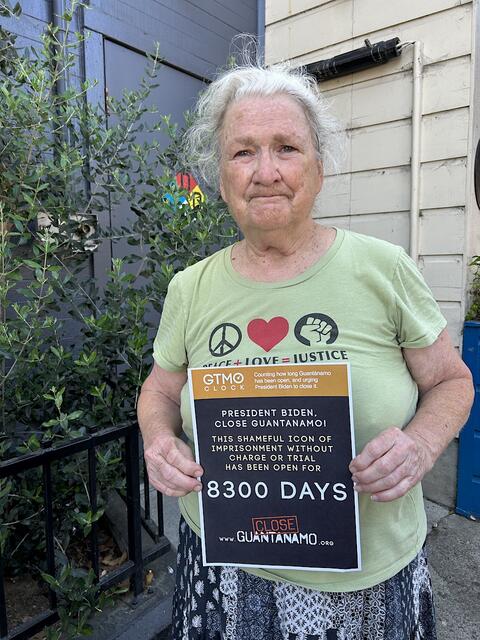 PEACE + LOVE = JUSTICE
GTMO
CLOCK
Counting how long Guantánamo
has been open, and urging
President Biden to close it.
PRESIDENT BIDEN,
CLOSE GUANTANAMO!
THIS SHAMEFUL ICON OF
IMPRISONMENT WITHOUT
CHARGE OR TRIAL
HAS BEEN OPEN FOR
8300 DAYS
CLOSE
www.GUANTANAMO.ORG